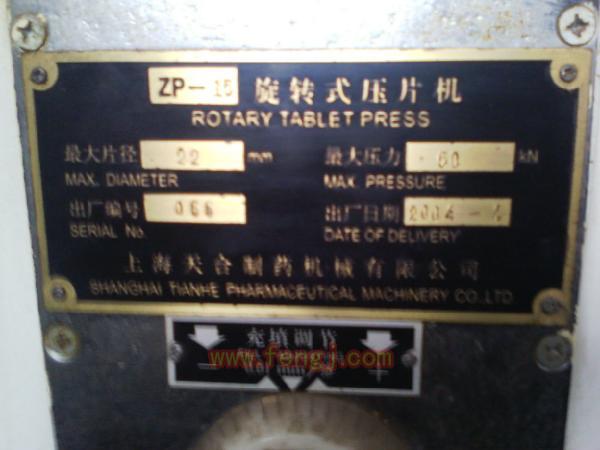 ZP-15 旋转式压片机
ROTARY TABLET PRESS
最大片径 22 mm 最大压力 60 kN
MAX. DIAMETER MAX. PRESSURE
出厂编号 066 出厂日期 2004-4
SERIAL No. DATE OF DELIVERY
上海天合制药机械有限公司
SHANGHAI TIANHE PHARMACEUTICAL MACHINERY CO.,LTD
充填调节
www.fengj.com